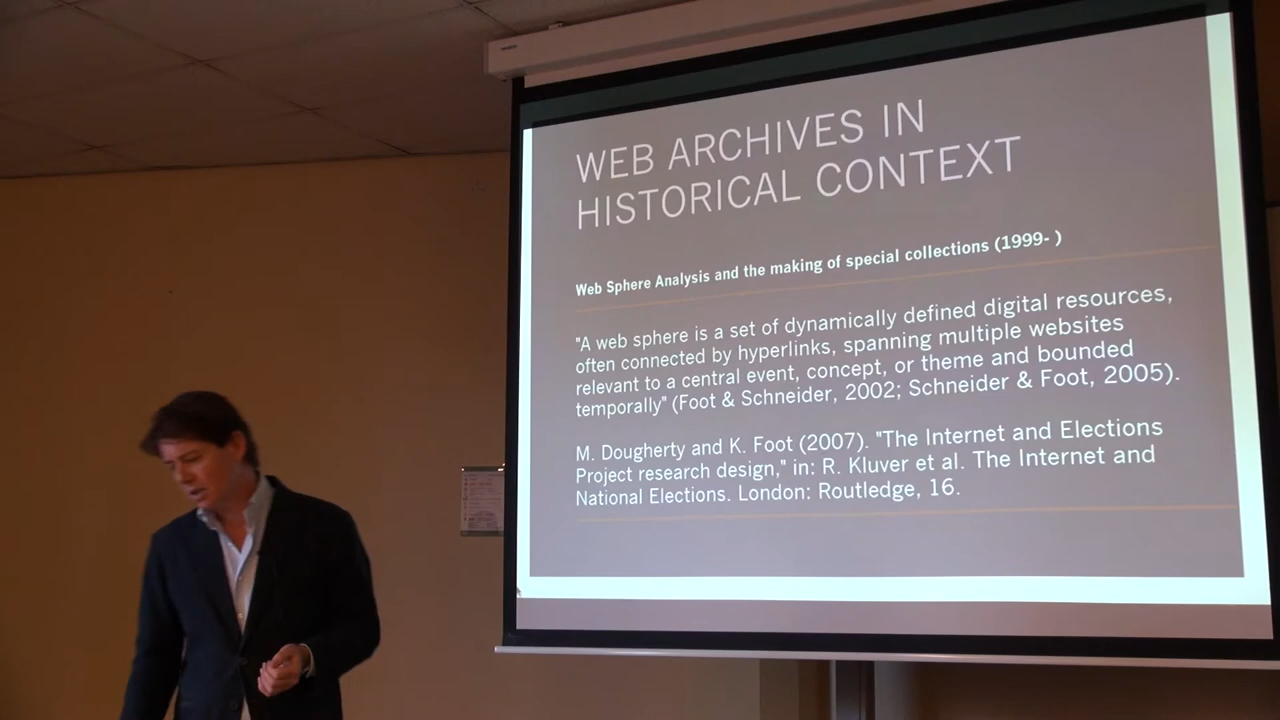 WEB ARCHIVES IN
HISTORICAL CONTEXT
Web Sphere Analysis and the making of special collections (1999- )
"A web sphere is a set of dynamically defined digital resources,
often connected by hyperlinks, spanning multiple websites
relevant to a central event, concept, or theme and bounded
temporally" (Foot & Schneider, 2002; Schneider & Foot, 2005).
M. Dougherty and K. Foot (2007). "The Internet and Elections
Project research design," in: R. Kluver et al. The Internet and
National Elections. London: Routledge, 16.